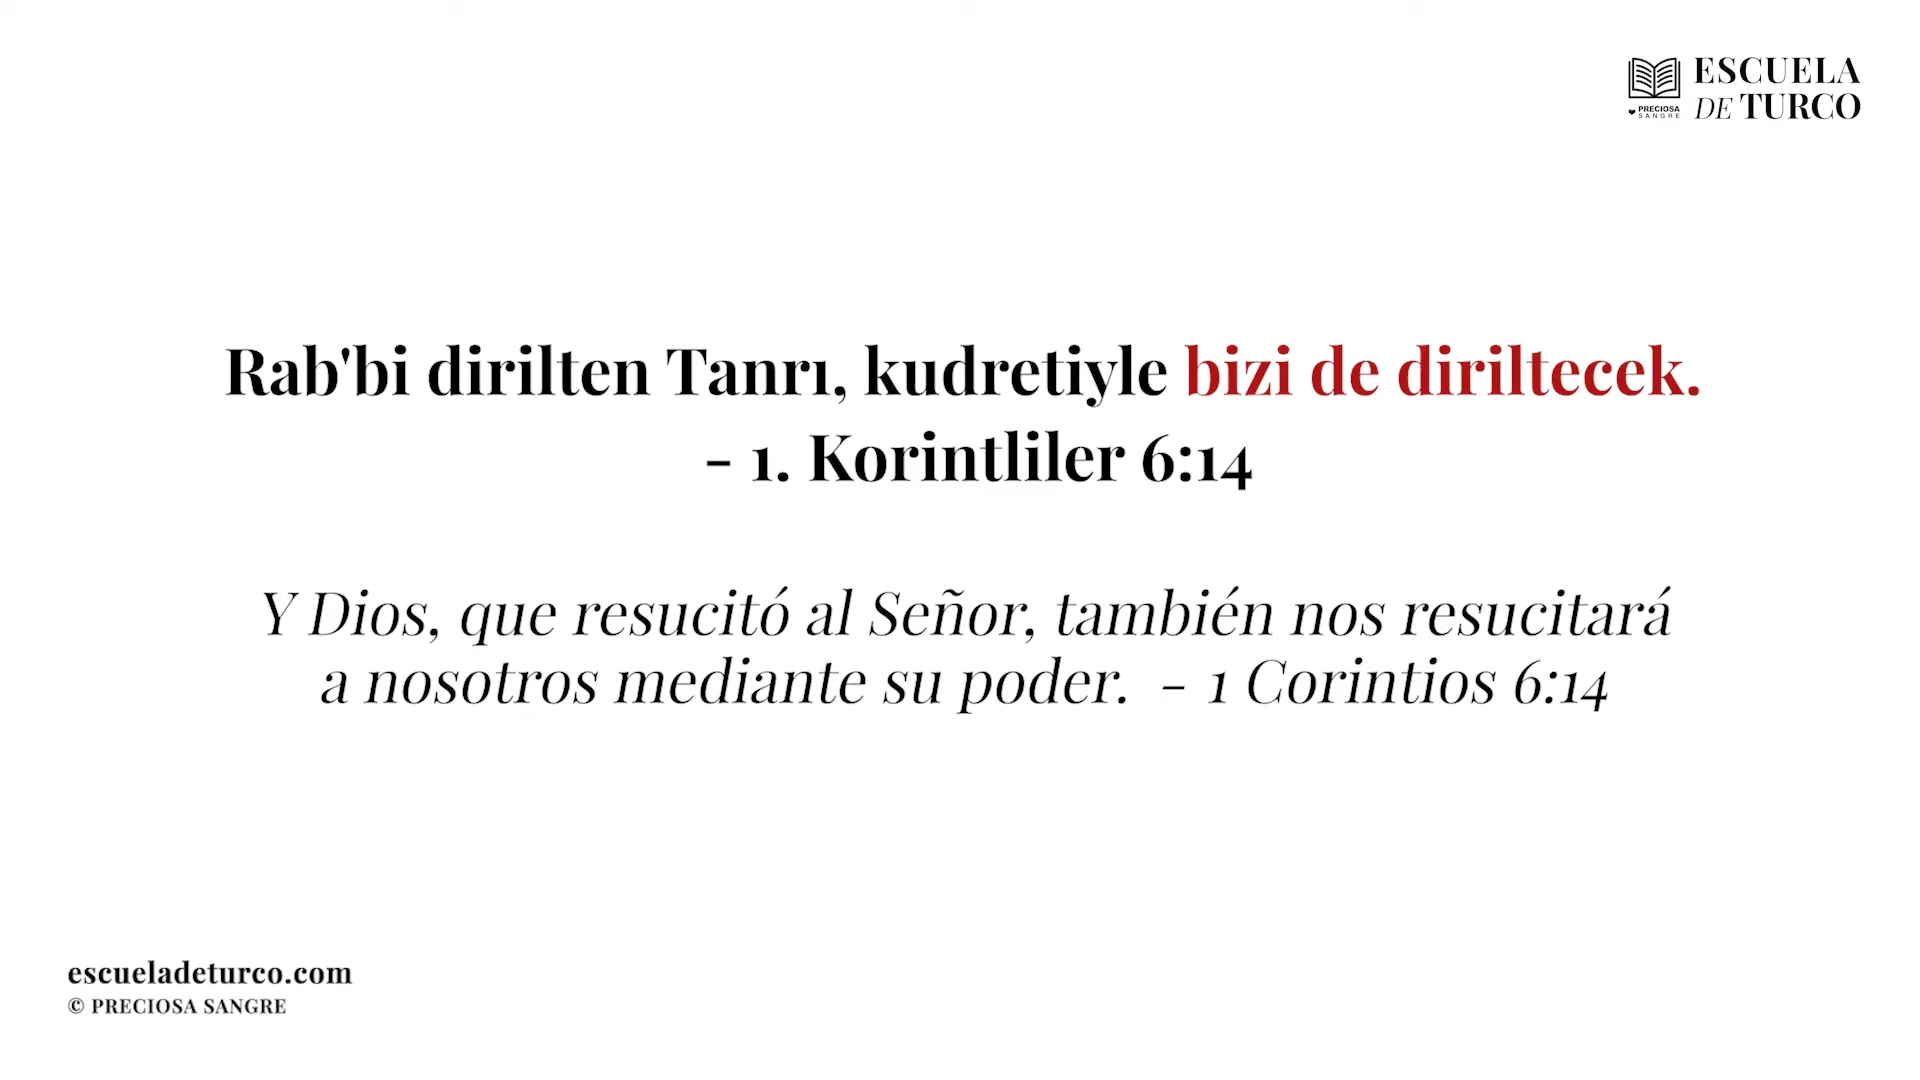 ESCUELA
DE TURCO
PRECIOSA
SANGRE
Rab'bi dirilten Tanrı, kudretiyle bizi de diriltecek.
- 1. Korintliler 6:14
Y Dios, que resucitó al Señor, también nos resucitará
a nosotros mediante su poder. - 1 Corintios 6:14
escueladeturco.com
© PRECIOSA SANGRE